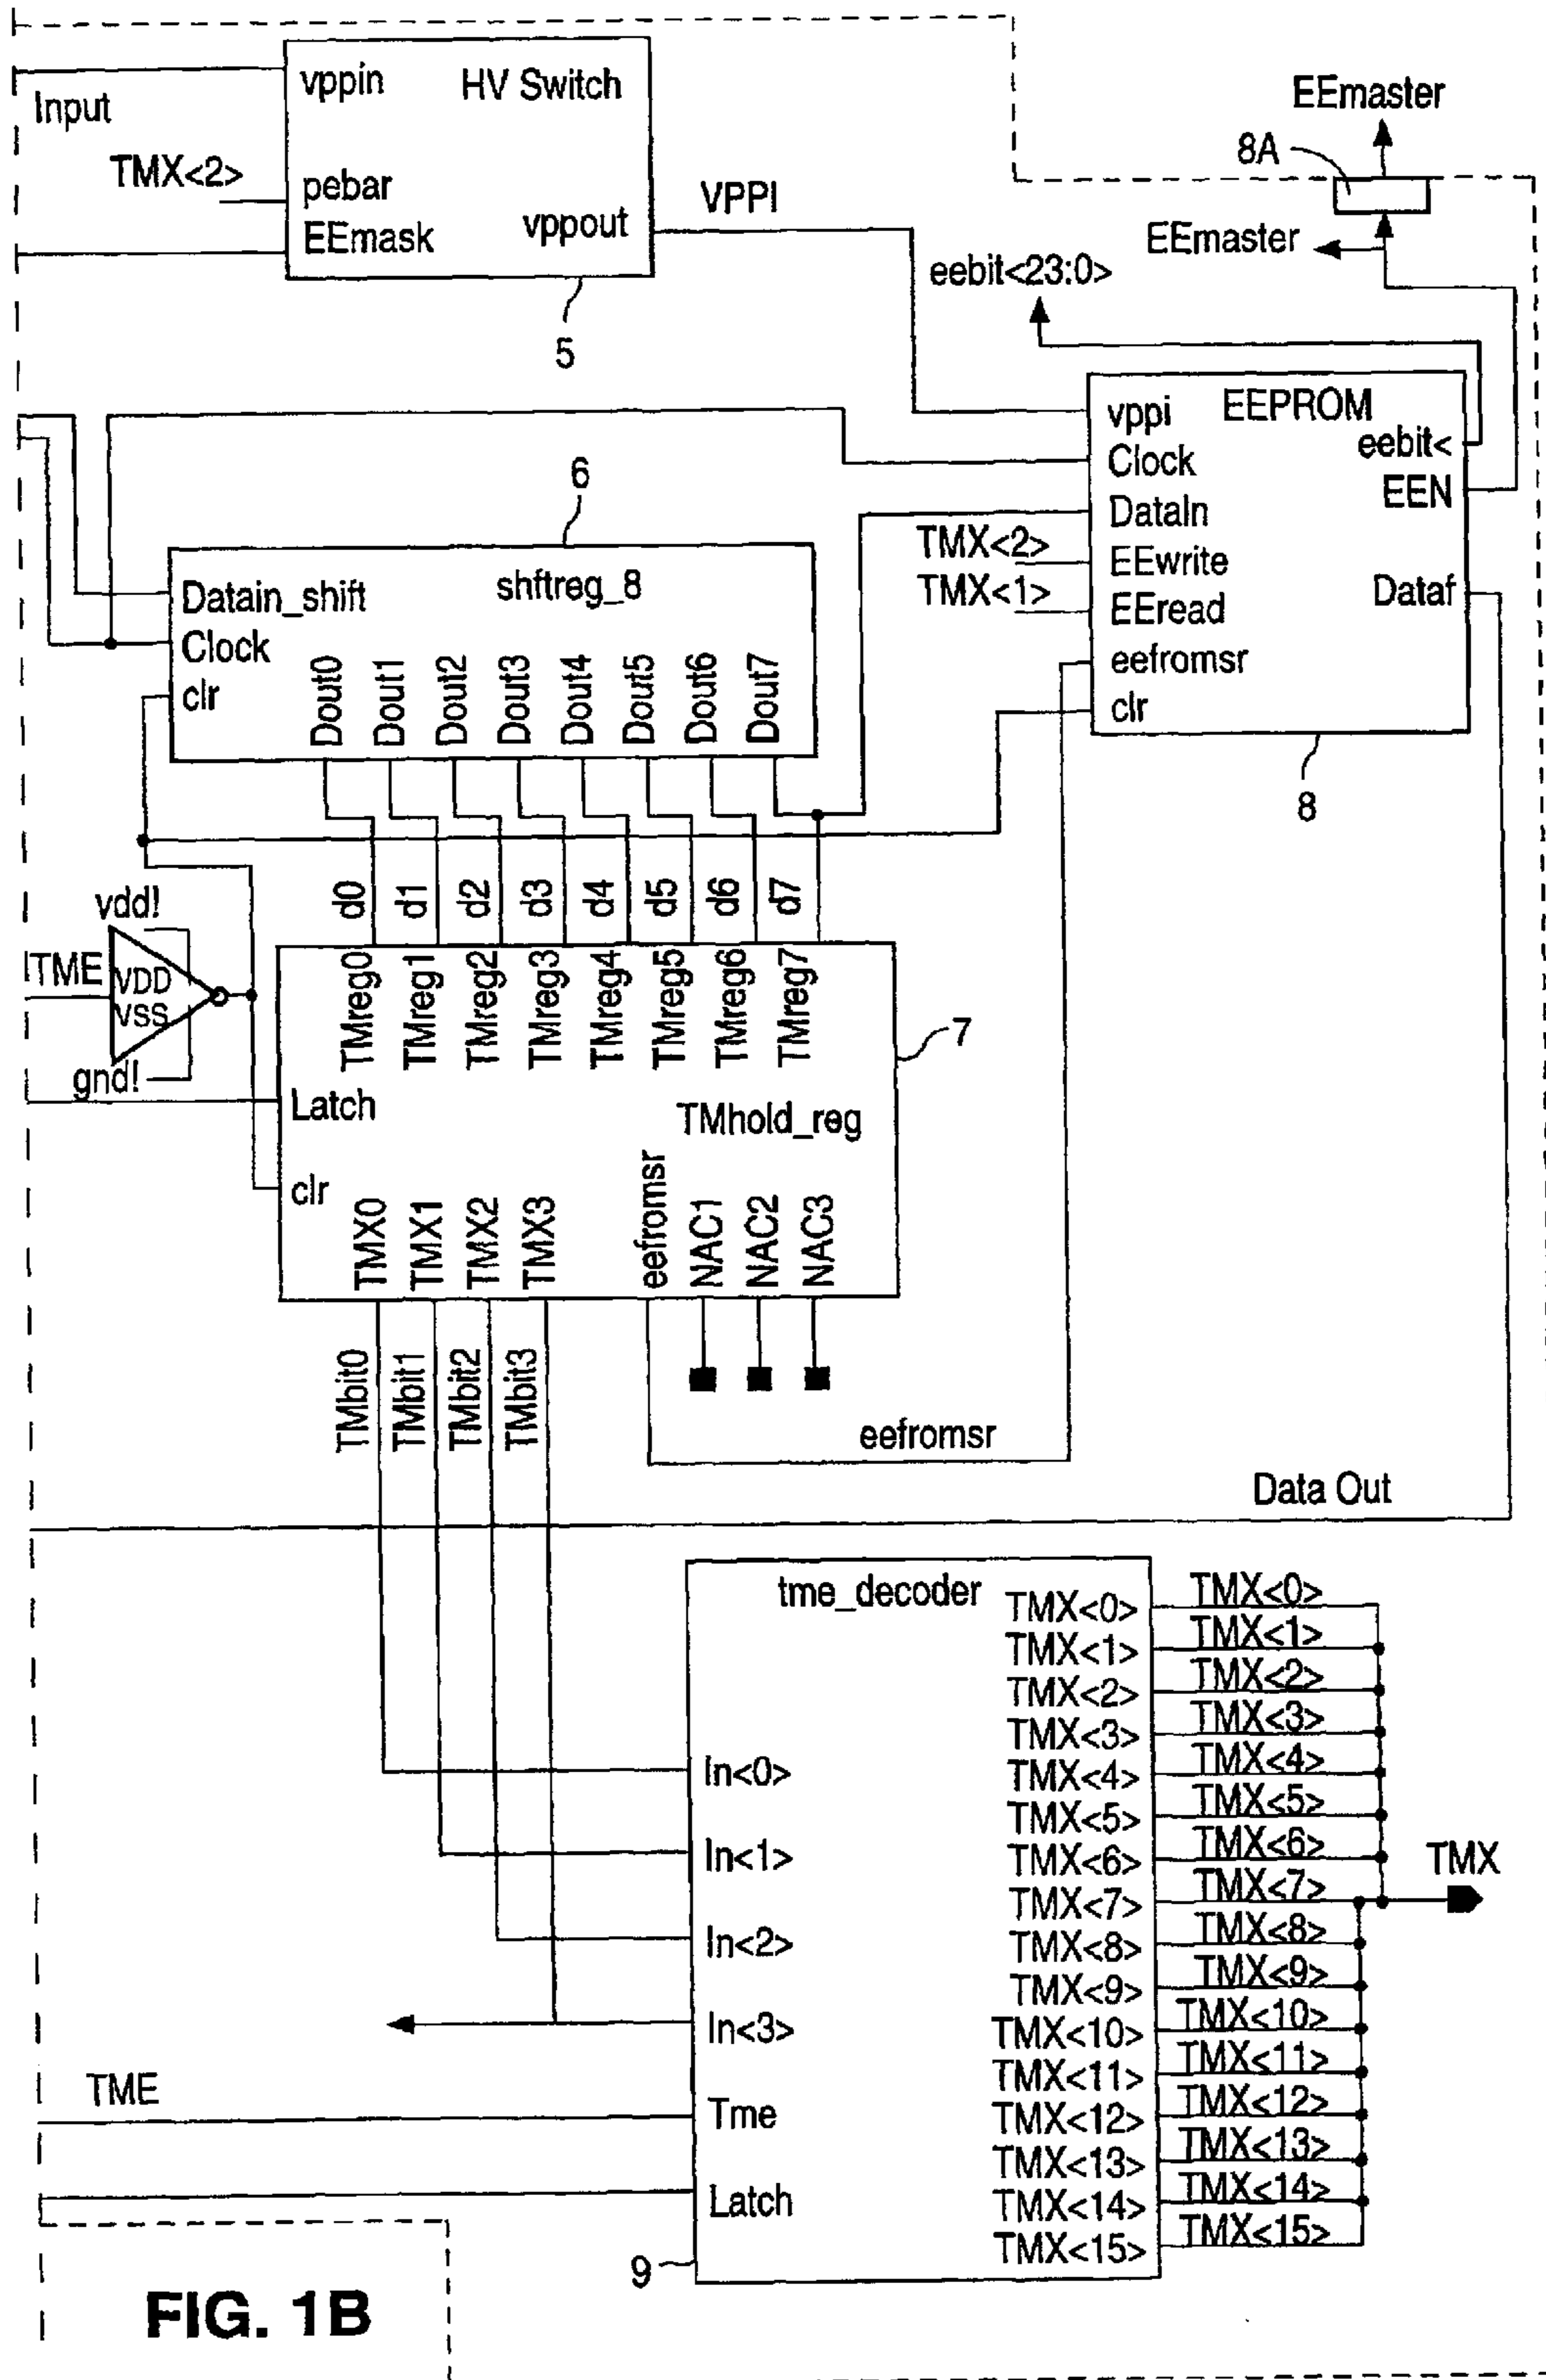 vppin HV Switch
Input
TMX<2>
pebar
EEmask
vppout
VPPI
5
EEmaster
8A
EEmaster
eebit<23:0>
vppi EEPROM
eebit<
Clock
EEN
DataIn
TMX<2>
EEwrite
TMX<1>
EEread
Dataf
eefromsr
clr
8
6
Datain_shift shftreg_8
Clock
clr
Dout0
Dout1
Dout2
Dout3
Dout4
Dout5
Dout6
Dout7
d0
d1
d2
d3
d4
d5
d6
d7
vdd!
TME
VDD
VSS
gnd!
TMreg0
TMreg1
TMreg2
TMreg3
TMreg4
TMreg5
TMreg6
TMreg7
7
Latch
TMhold_reg
clr
TMX0
TMX1
TMX2
TMX3
eefromsr
NAC1
NAC2
NAC3
TMbit0
TMbit1
TMbit2
TMbit3
eefromsr
Data Out
tme_decoder
TMX<0> TMX<0>
TMX<1> TMX<1>
TMX<2> TMX<2>
TMX<3> TMX<3>
TMX<4> TMX<4>
TMX<5> TMX<5>
TMX<6> TMX<6>
TMX<7> TMX<7>
TMX<8> TMX<8>
TMX<9> TMX<9>
TMX<10> TMX<10>
TMX<11> TMX<11>
TMX<12> TMX<12>
TMX<13> TMX<13>
TMX<14> TMX<14>
TMX<15> TMX<15>
TMX
In<0>
In<1>
In<2>
In<3>
TME
Tme
Latch
9
FIG. 1B